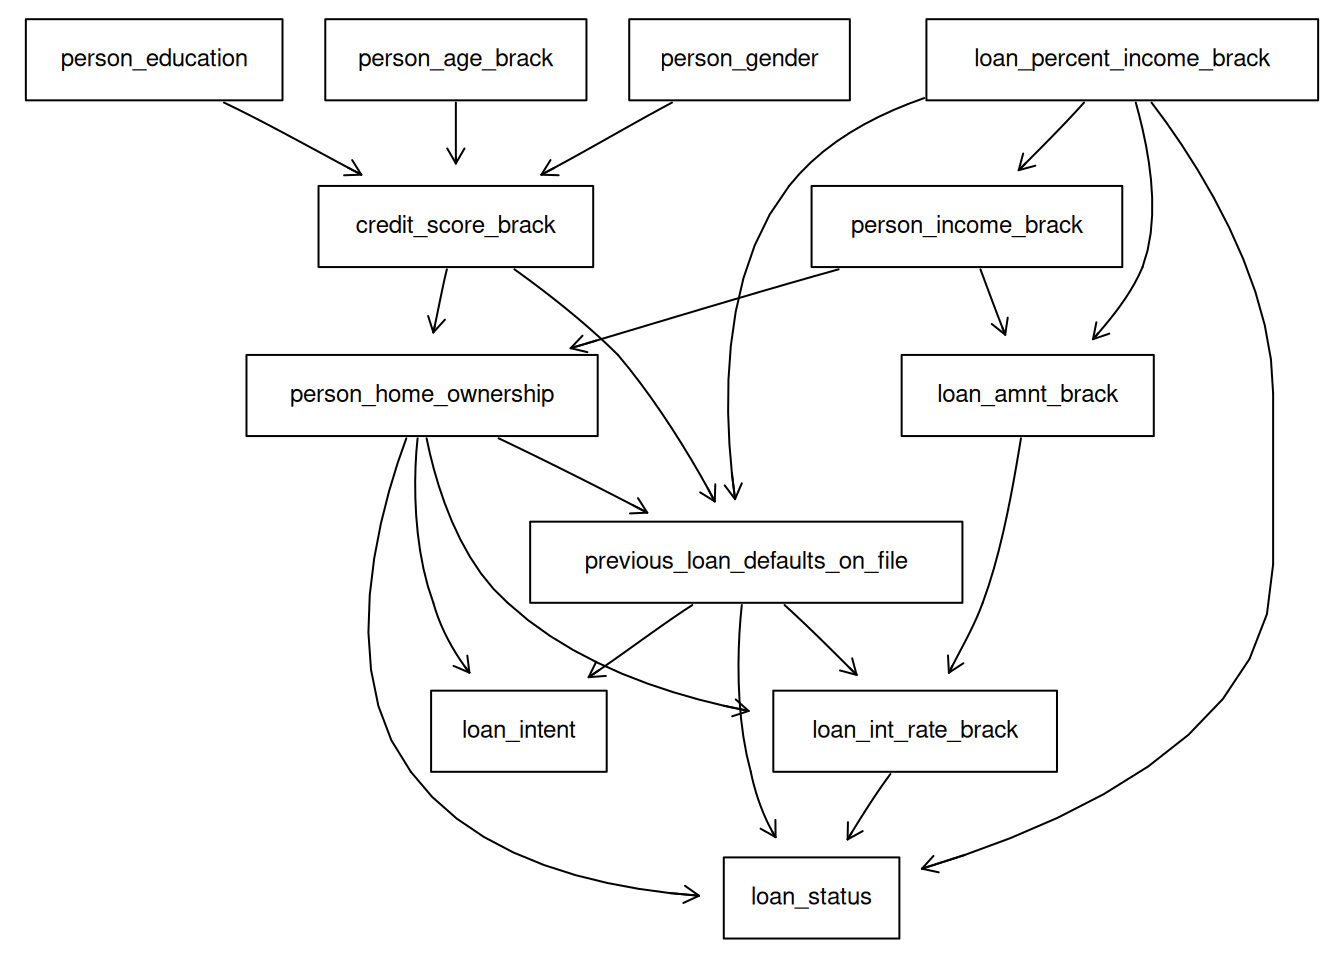 person_education
person_age_brack
person_gender
loan_percent_income_brack
credit_score_brack
person_income_brack
person_home_ownership
loan_amnt_brack
previous_loan_defaults_on_file
loan_intent
loan_int_rate_brack
loan_status